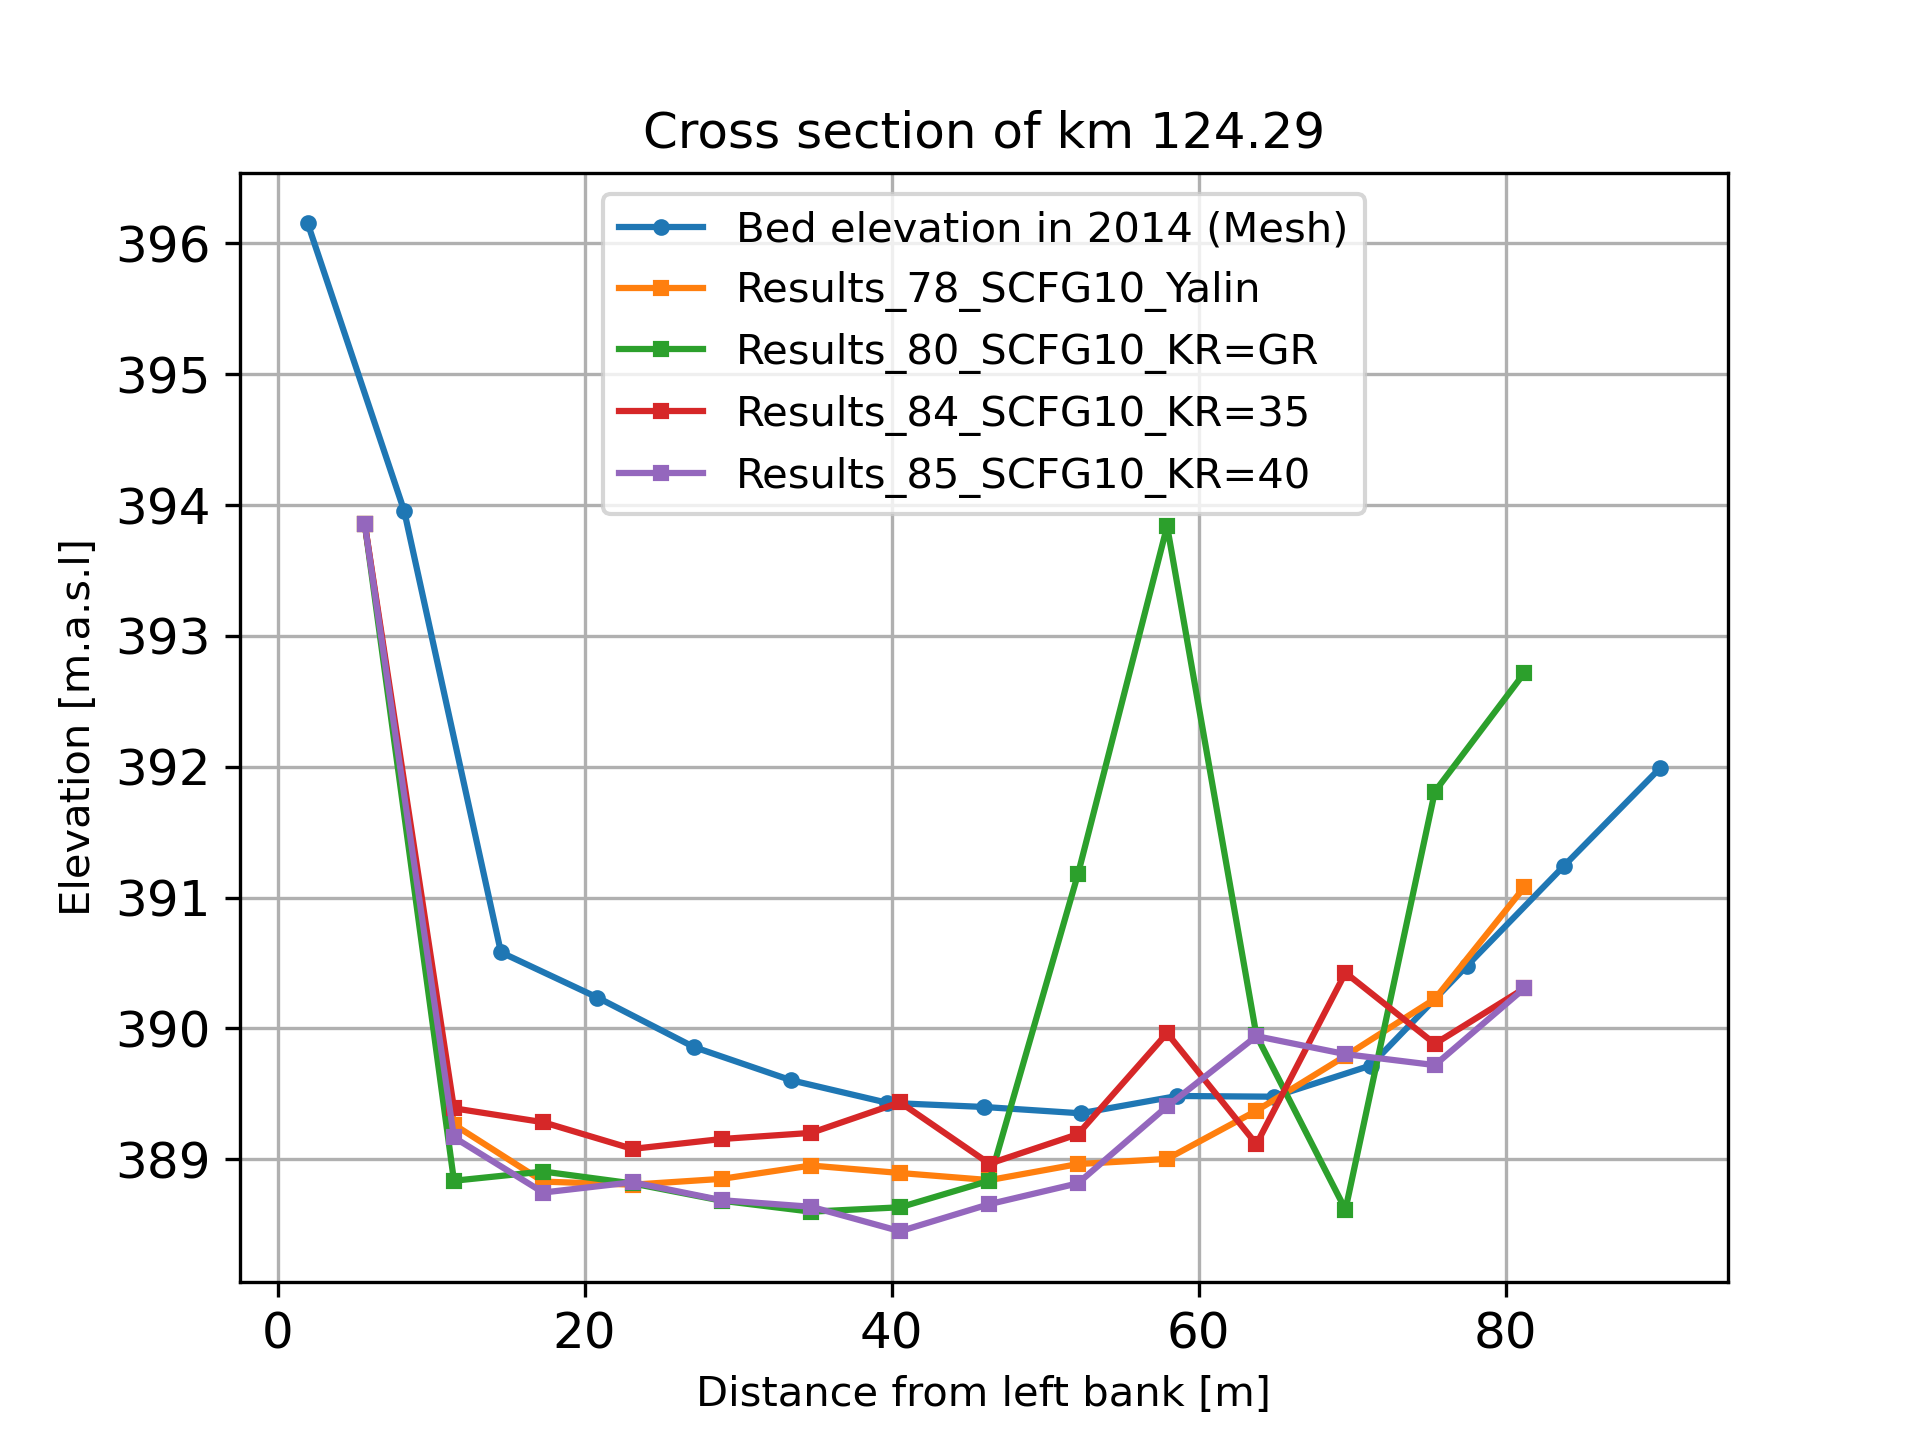 Cross section of km 124.29
Bed elevation in 2014 (Mesh)
Results_78_SCFG10_Yalin
Results_80_SCFG10_KR=GR
Results_84_SCFG10_KR=35
Results_85_SCFG10_KR=40
396
395
394
393
392
391
390
389
Elevation [m.a.s.l]
0 20 40 60 80
Distance from left bank [m]